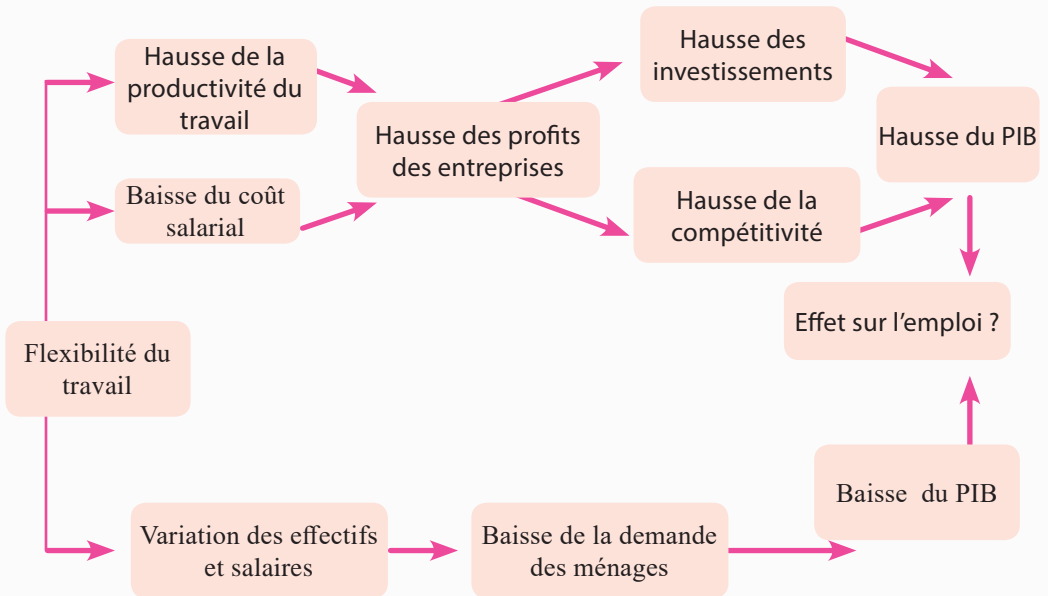 Hausse de la
productivité du
travail
Baisse du coût
salarial
Hausse des profits
des entreprises
Hausse des
investissements
Hausse de la
compétitivité
Hausse du PIB
Effet sur l'emploi ?
Flexibilité du
travail
Variation des effectifs
et salaires
Baisse de la demande
des ménages
Baisse du PIB